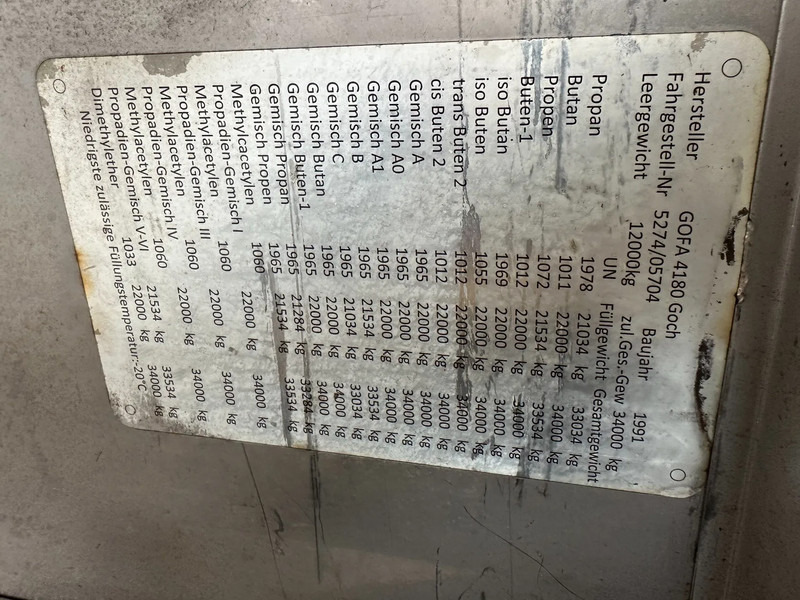 Hersteller GOFA 4180 Goch
Fahrgestell-Nr 5274/05704 Baujahr 1991
Leergewicht 12000kg zul.Ges.-Gew 34000 kg
UN Füllgewicht Gesamtgewicht
Propan 1978 21034 kg 33034 kg
Butan 1011 22000 kg 34000 kg
Propen 1072 21534 kg 33534 kg
Buten-1 1012 22000 kg 34000 kg
iso Butan 1969 22000 kg 34000 kg
iso Buten 1055 22000 kg 34000 kg
trans Buten 2 1012 22000 kg 34000 kg
cis Buten 2 1012 22000 kg 34000 kg
Gemisch A 1965 22000 kg 34000 kg
Gemisch A0 1965 22000 kg 34000 kg
Gemisch A1 1965 22000 kg 34000 kg
Gemisch B 1965 21534 kg 33534 kg
Gemisch C 1965 21034 kg 33034 kg
Gemisch Butan 1965 22000 kg 34000 kg
Gemisch Buten-1 1965 22000 kg 34000 kg
Gemisch Propan 1965 21284 kg 33284 kg
Gemisch Propen 1965 21534 kg 33534 kg
Methylcacetylen 1060 22000 kg 34000 kg
Propadien-Gemisch I
Methylacetylen 1060 22000 kg 34000 kg
Propadien-Gemisch III
Methylacetylen 1060 22000 kg 34000 kg
Propadien-Gemisch IV
Methylacetylen 1060 21534 kg 33534 kg
Propadien-Gemisch V-VI
Dimethylether 1033 22000 kg 34000 kg
Niedrigste zulässige Füllungstemperatur:-20°C